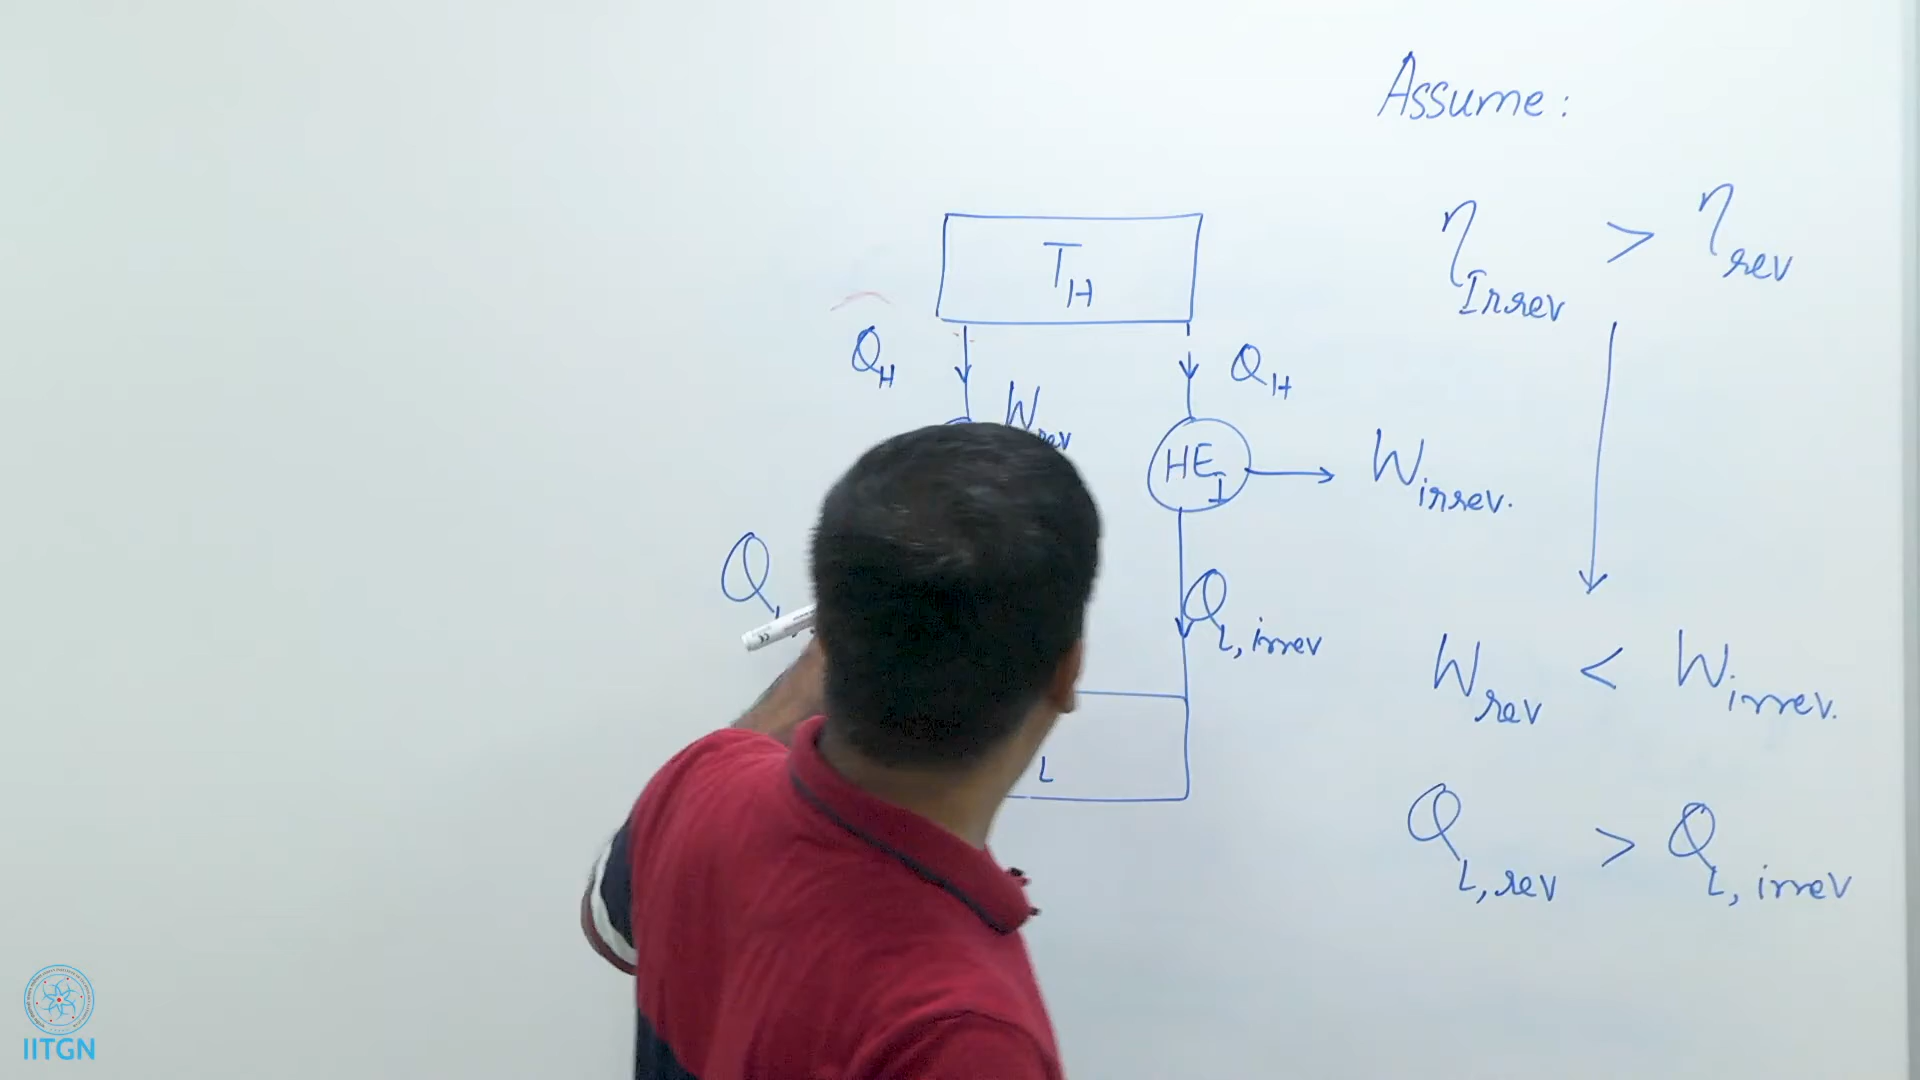 Assume:
η_Irrev > η_rev
T_H
Q_H
Q_H
W_rev
HE_I
W_irrev.
Q
Q_L, irrev
W_rev < W_irrev.
L
Q_L, rev > Q_L, irrev
IITGN